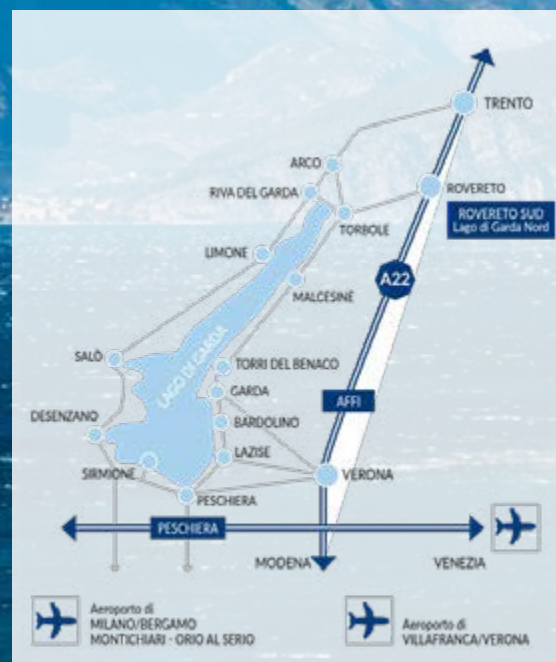 TRENTO
ARCO
RIVA DEL GARDA
ROVERETO
ROVERETO SUD
Lago di Garda Nord
TORBOLE
LIMONE
A22
MALCESINE
LAGO DI GARDA
SALÒ
TORRI DEL BENACO
GARDA
AFFI
DESENZANO
BARDOLINO
LAZISE
SIRMIONE
VERONA
PESCHIERA
PESCHIERA
MODENA
VENEZIA
Aeroporto di
MILANO/BERGAMO
MONTICHIARI - ORIO AL SERIO
Aeroporto di
VILLAFRANCA/VERONA